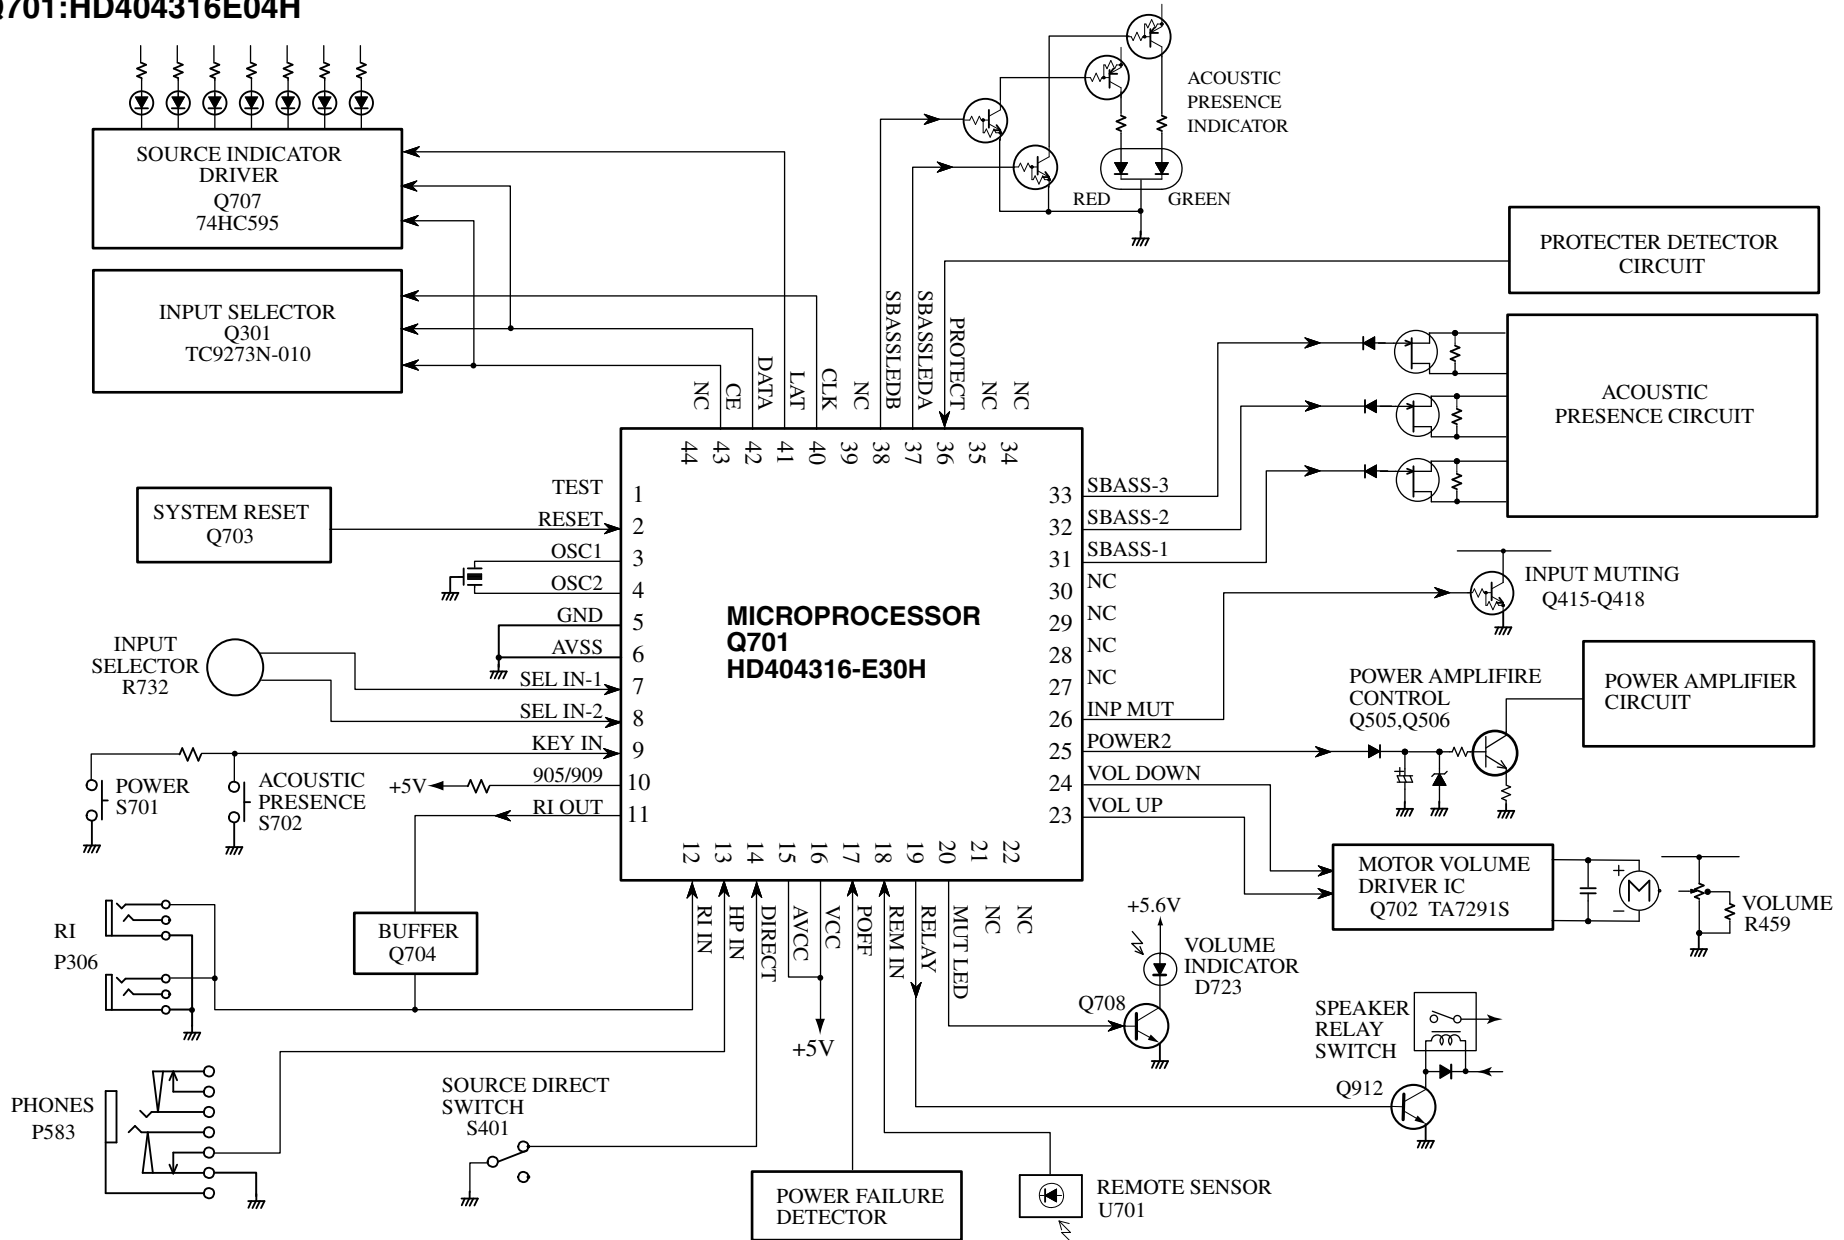 Q701:HD404316E04H
SOURCE INDICATOR
DRIVER
Q707
74HC595
INPUT SELECTOR
Q301
TC9273N-010
ACOUSTIC
PRESENCE
INDICATOR
RED
GREEN
PROTECTER DETECTOR
CIRCUIT
ACOUSTIC
PRESENCE CIRCUIT
NC
CE
DATA
LAT
CLK
NC
SBASSLEDB
SBASSLEDA
PROTECT
NC
NC
44
43
42
41
40
39
38
37
36
35
34
SYSTEM RESET
Q703
TEST
1
RESET
2
OSC1
3
OSC2
4
GND
5
AVSS
6
SEL IN-1
7
SEL IN-2
8
KEY IN
9
905/909
10
RI OUT
11
INPUT
SELECTOR
R732
POWER
S701
ACOUSTIC
PRESENCE
S702
+5V
MICROPROCESSOR
Q701
HD404316-E30H
33
SBASS-3
32
SBASS-2
31
SBASS-1
30
NC
29
NC
28
NC
27
NC
26
INP MUT
25
POWER2
24
VOL DOWN
23
VOL UP
INPUT MUTING
Q415-Q418
POWER AMPLIFIRE
CONTROL
Q505,Q506
+
POWER AMPLIFIER
CIRCUIT
MOTOR VOLUME
DRIVER IC
Q702 TA7291S
+
M
−
VOLUME
R459
12
13
14
15
16
17
18
19
20
21
22
RI IN
HP IN
DIRECT
AVCC
VCC
POFF
REM IN
RELAY
MUT LED
NC
NC
RI
P306
BUFFER
Q704
+5V
+5.6V
VOLUME
INDICATOR
D723
Q708
SPEAKER
RELAY
SWITCH
Q912
PHONES
P583
SOURCE DIRECT
SWITCH
S401
POWER FAILURE
DETECTOR
REMOTE SENSOR
U701